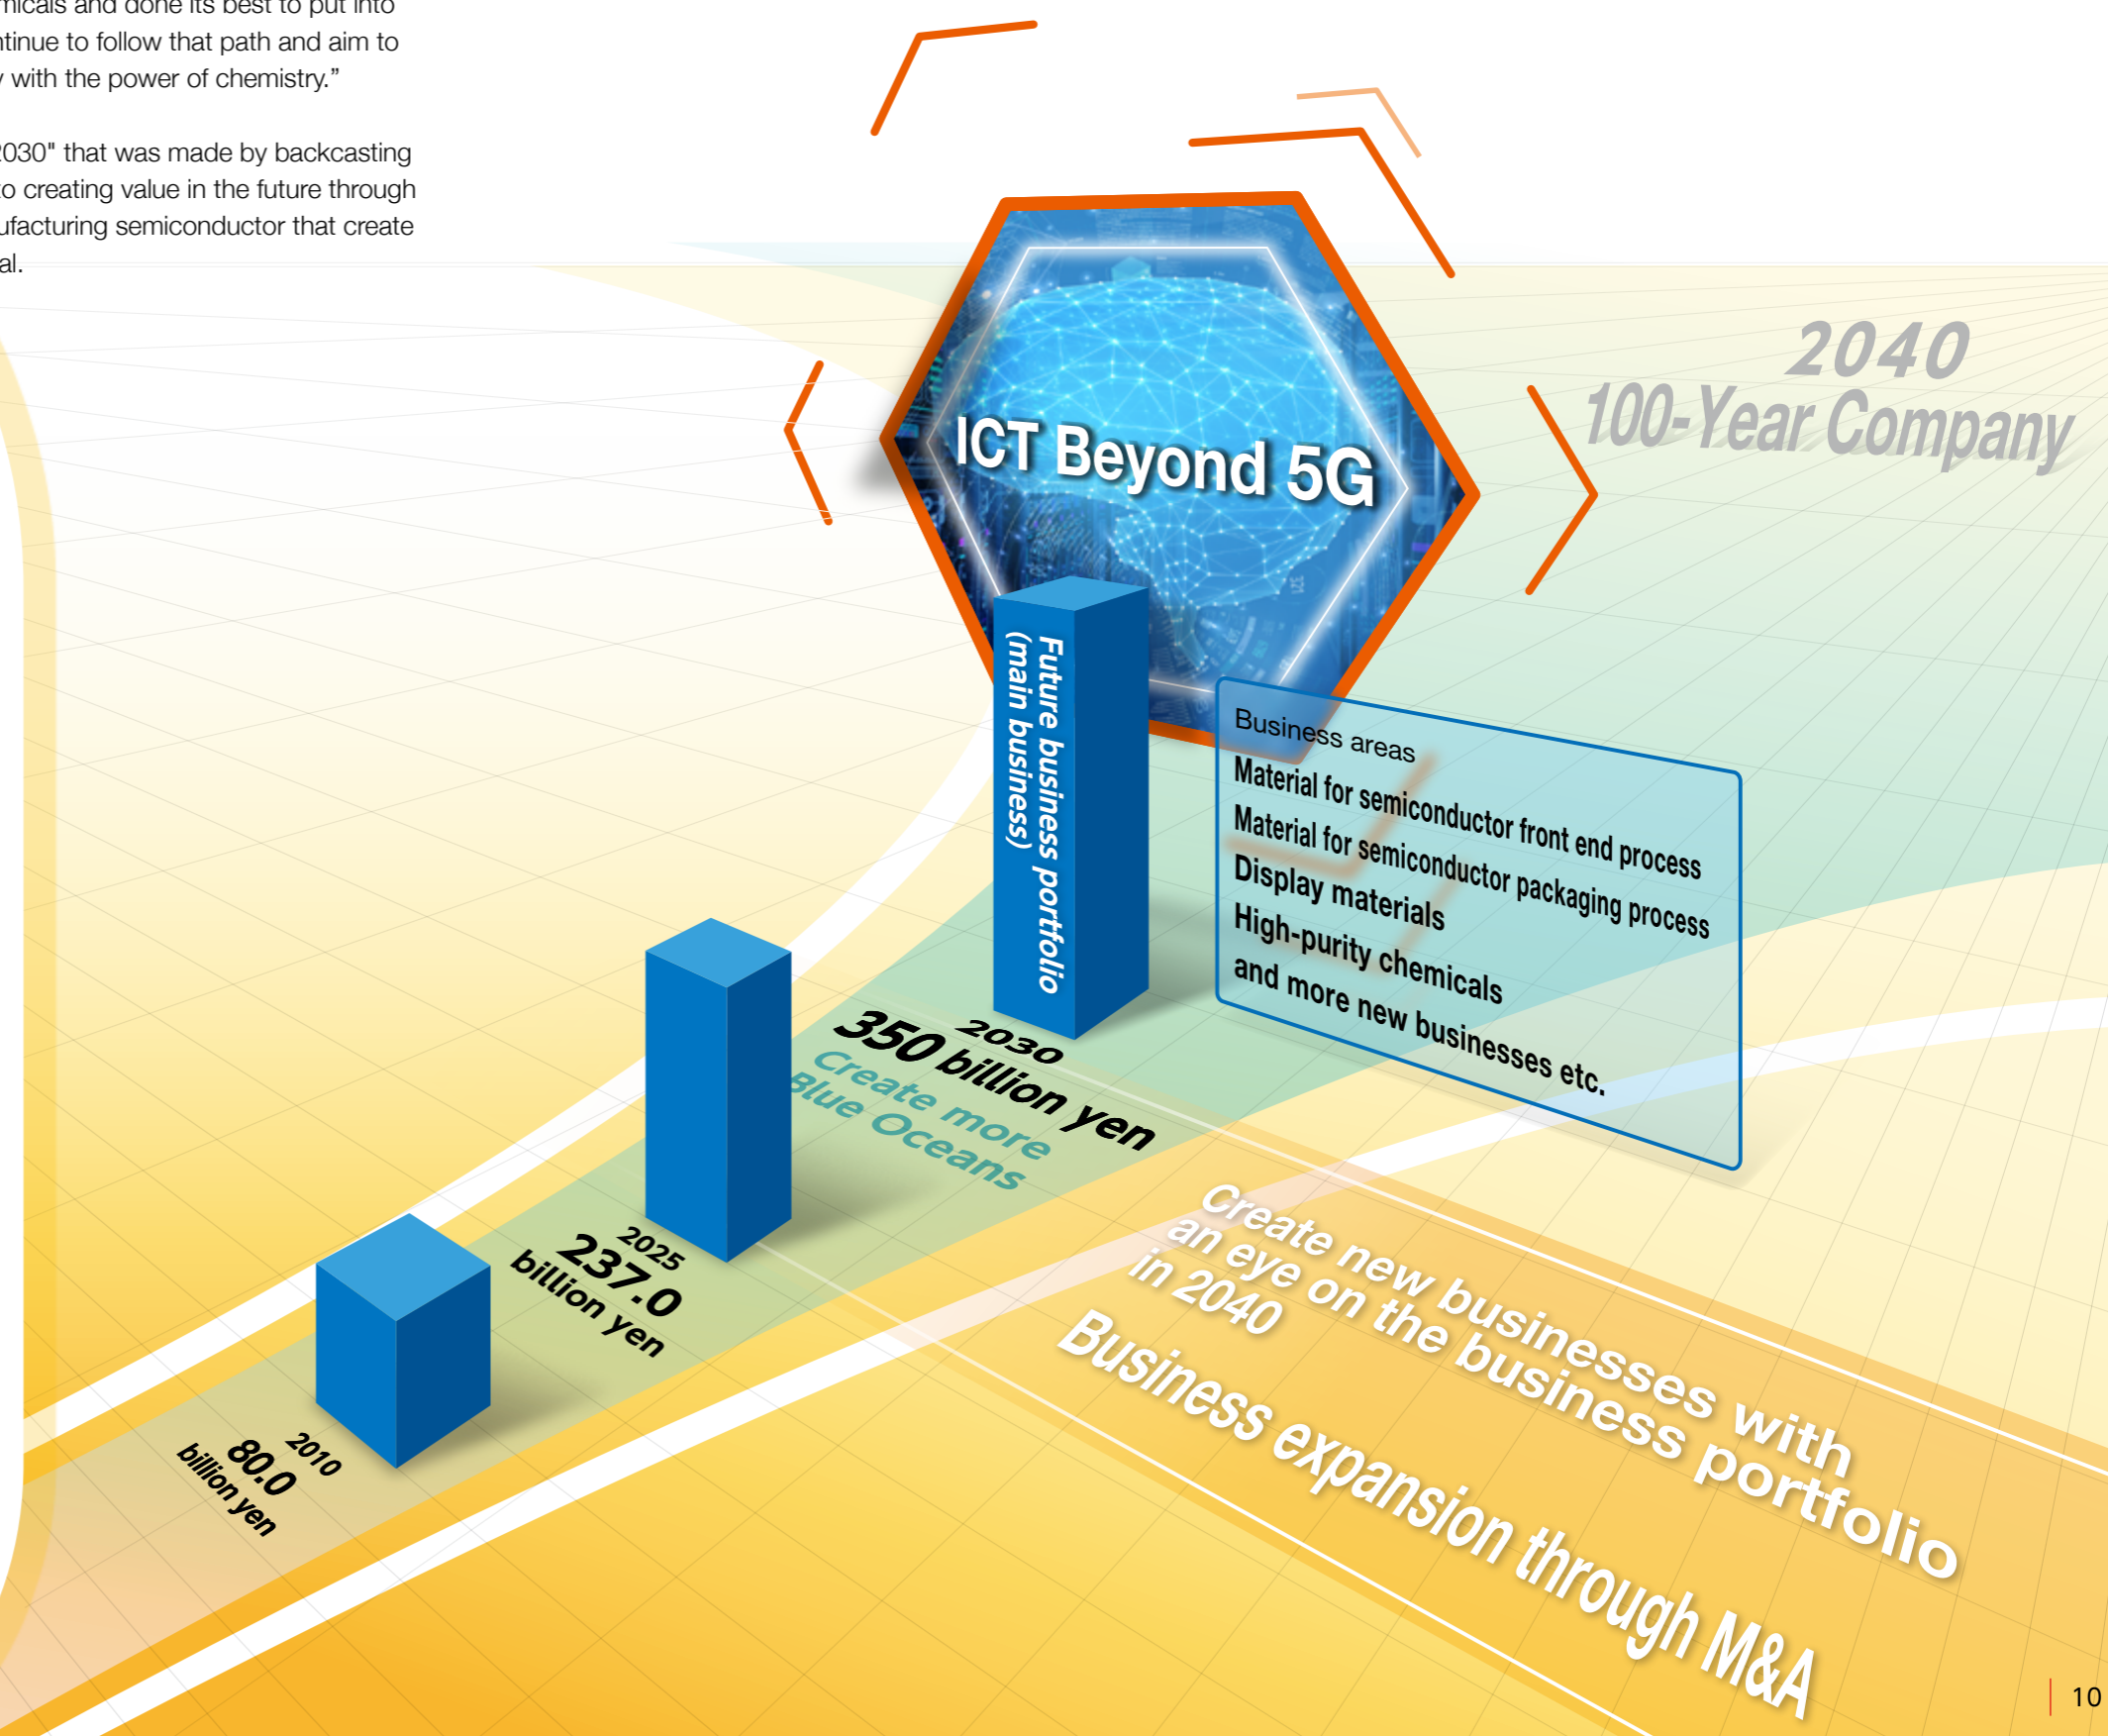 micals and done its best to put into
tinue to follow that path and aim to
with the power of chemistry.”
2030" that was made by backcasting
to creating value in the future through
ufacturing semiconductor that create
al.
2040
100-Year Company
ICT Beyond 5G
Future business portfolio
(main business)
Business areas
Material for semiconductor front end process
Material for semiconductor packaging process
Display materials
High-purity chemicals
and more new businesses etc.
2030
350 billion yen
Create more
Blue Oceans
2025
237.0
billion yen
2010
80.0
billion yen
Create new businesses with
an eye on the business portfolio
in 2040
Business expansion through M&A
10